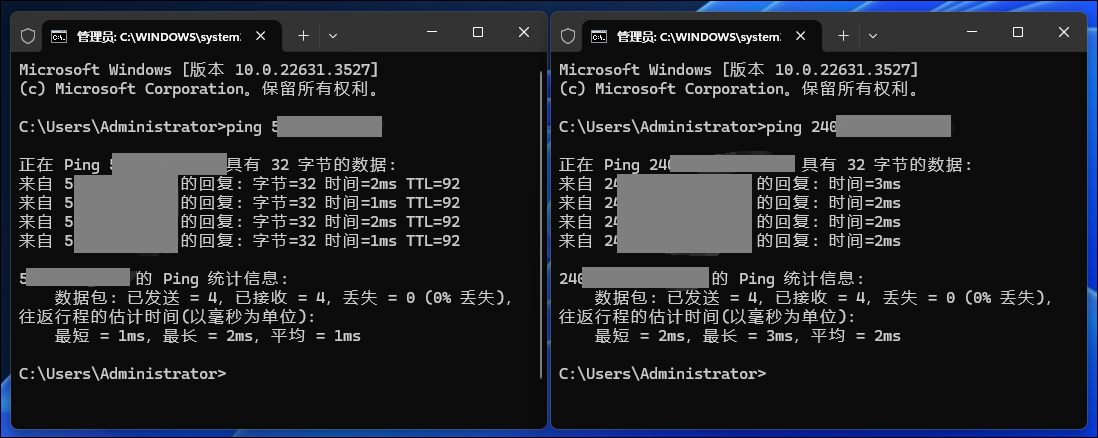 管理员: C:\WINDOWS\system
Microsoft Windows [版本 10.0.22631.3527]
(c) Microsoft Corporation。保留所有权利。
C:\Users\Administrator>ping 5
正在 Ping 5 具有 32 字节的数据:
来自 5 的回复: 字节=32 时间=2ms TTL=92
来自 5 的回复: 字节=32 时间=1ms TTL=92
来自 5 的回复: 字节=32 时间=2ms TTL=92
来自 5 的回复: 字节=32 时间=1ms TTL=92
5 的 Ping 统计信息:
数据包: 已发送 = 4，已接收 = 4，丢失 = 0 (0% 丢失)，
往返行程的估计时间(以毫秒为单位):
最短 = 1ms，最长 = 2ms，平均 = 1ms
C:\Users\Administrator>
管理员: C:\WINDOWS\system
Microsoft Windows [版本 10.0.22631.3527]
(c) Microsoft Corporation。保留所有权利。
C:\Users\Administrator>ping 240
正在 Ping 240 具有 32 字节的数据:
来自 24 的回复: 时间=3ms
来自 24 的回复: 时间=2ms
来自 24 的回复: 时间=2ms
来自 24 的回复: 时间=2ms
240 的 Ping 统计信息:
数据包: 已发送 = 4，已接收 = 4，丢失 = 0 (0% 丢失)，
往返行程的估计时间(以毫秒为单位):
最短 = 2ms，最长 = 3ms，平均 = 2ms
C:\Users\Administrator>